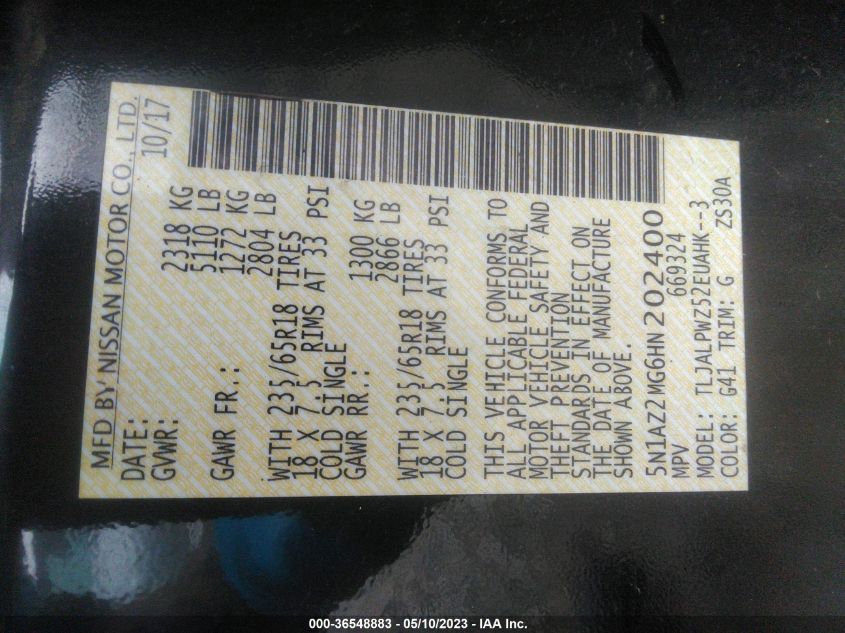 MFD BY NISSAN MOTOR CO., LTD.
DATE: 10/17
GVWR: 2318 KG
5110 LB
GAWR FR.: 1272 KG
2804 LB
WITH 235/65R18 TIRES
18 X 7.5 RIMS AT 33 PSI
COLD SINGLE
GAWR RR.: 1300 KG
2866 LB
WITH 235/65R18 TIRES
18 X 7.5 RIMS AT 33 PSI
COLD SINGLE
THIS VEHICLE CONFORMS TO
ALL APPLICABLE FEDERAL
MOTOR VEHICLE SAFETY AND
THEFT PREVENTION
STANDARDS IN EFFECT ON
THE DATE OF MANUFACTURE
SHOWN ABOVE.
5N1AZ2MG6HN202400
MPV 669324
MODEL: TLJALPWZ52EUAHK--3
COLOR: G41 TRIM: G ZS30A
000-36548883 - 05/10/2023 - IAA Inc.